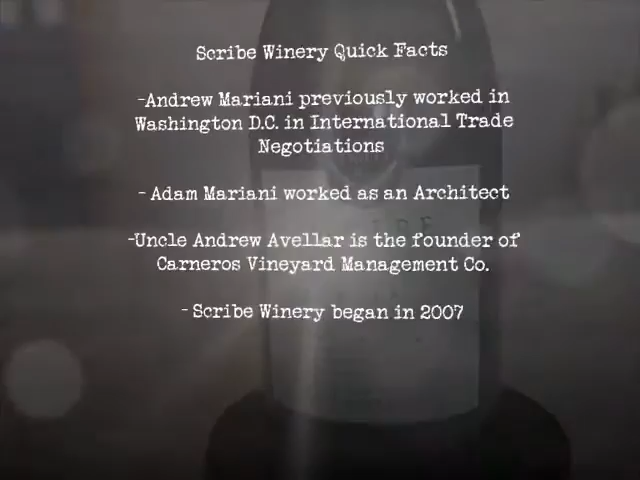 Scribe Winery Quick Facts
-Andrew Mariani previously worked in
Washington D.C. in International Trade
Negotiations
- Adam Mariani worked as an Architect
-Uncle Andrew Avellar is the founder of
Carneros Vineyard Management Co.
- Scribe Winery began in 2007